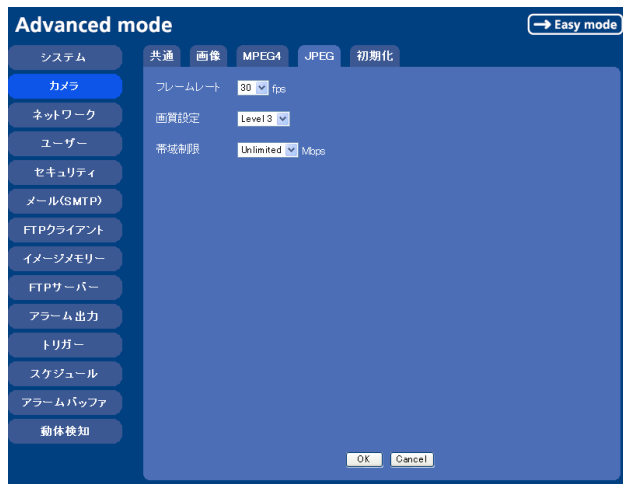 Advanced mode
→ Easy mode
システム
カメラ
ネットワーク
ユーザー
セキュリティ
メール(SMTP)
FTPクライアント
イメージメモリー
FTPサーバー
アラーム出力
トリガー
スケジュール
アラームバッファ
動体検知
共通 画像 MPEG4 JPEG 初期化
フレームレート 30 fps
画質設定 Level 3
帯域制限 Unlimited Mbps
OK Cancel